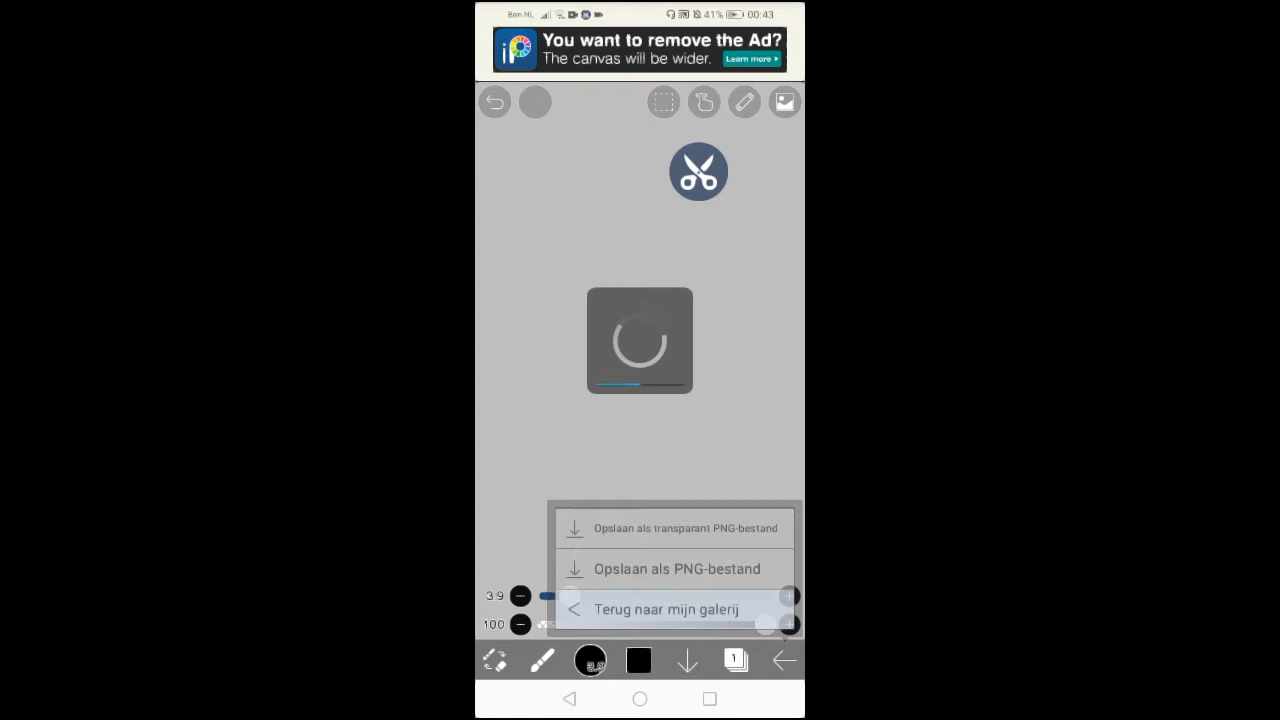 Ben NL 41% 00:43
iP You want to remove the Ad?
The canvas will be wider. Learn more >
Opslaan als transparant PNG-bestand
Opslaan als PNG-bestand
Terug naar mijn galerij
3.9
100
1